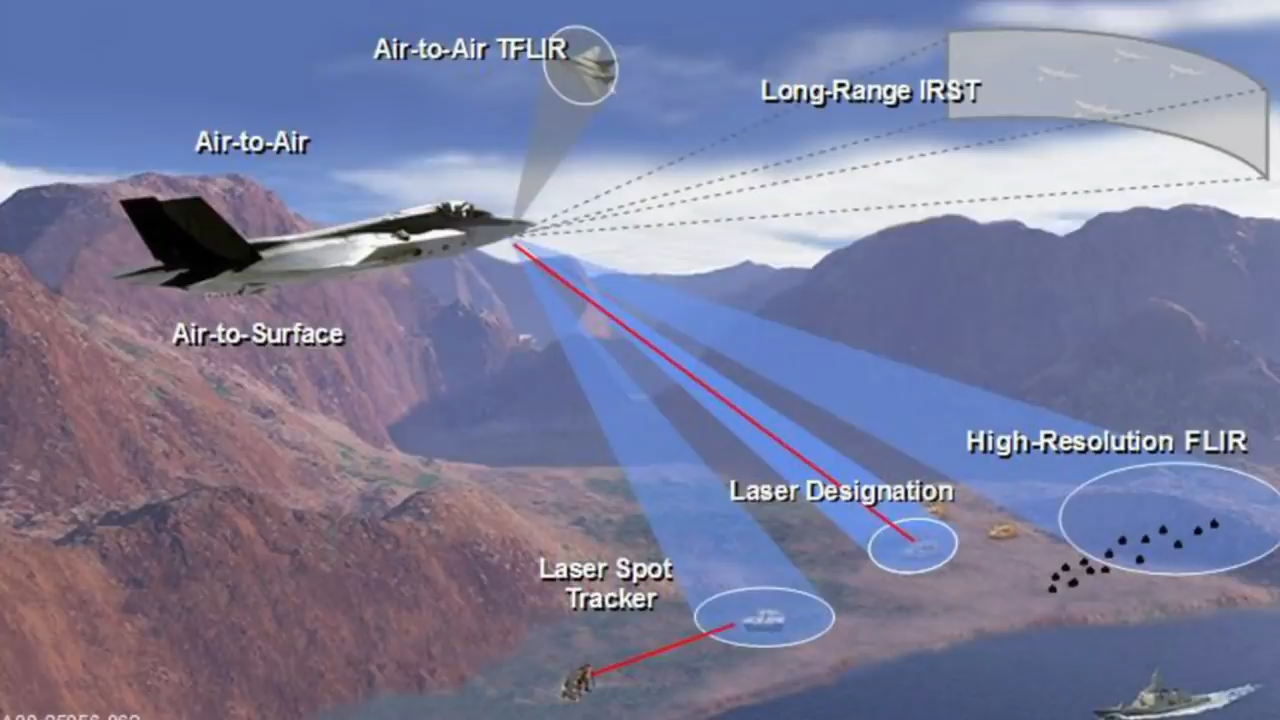 Air-to-Air TFLIR
Long-Range IRST
Air-to-Air
Air-to-Surface
High-Resolution FLIR
Laser Designation
Laser Spot
Tracker